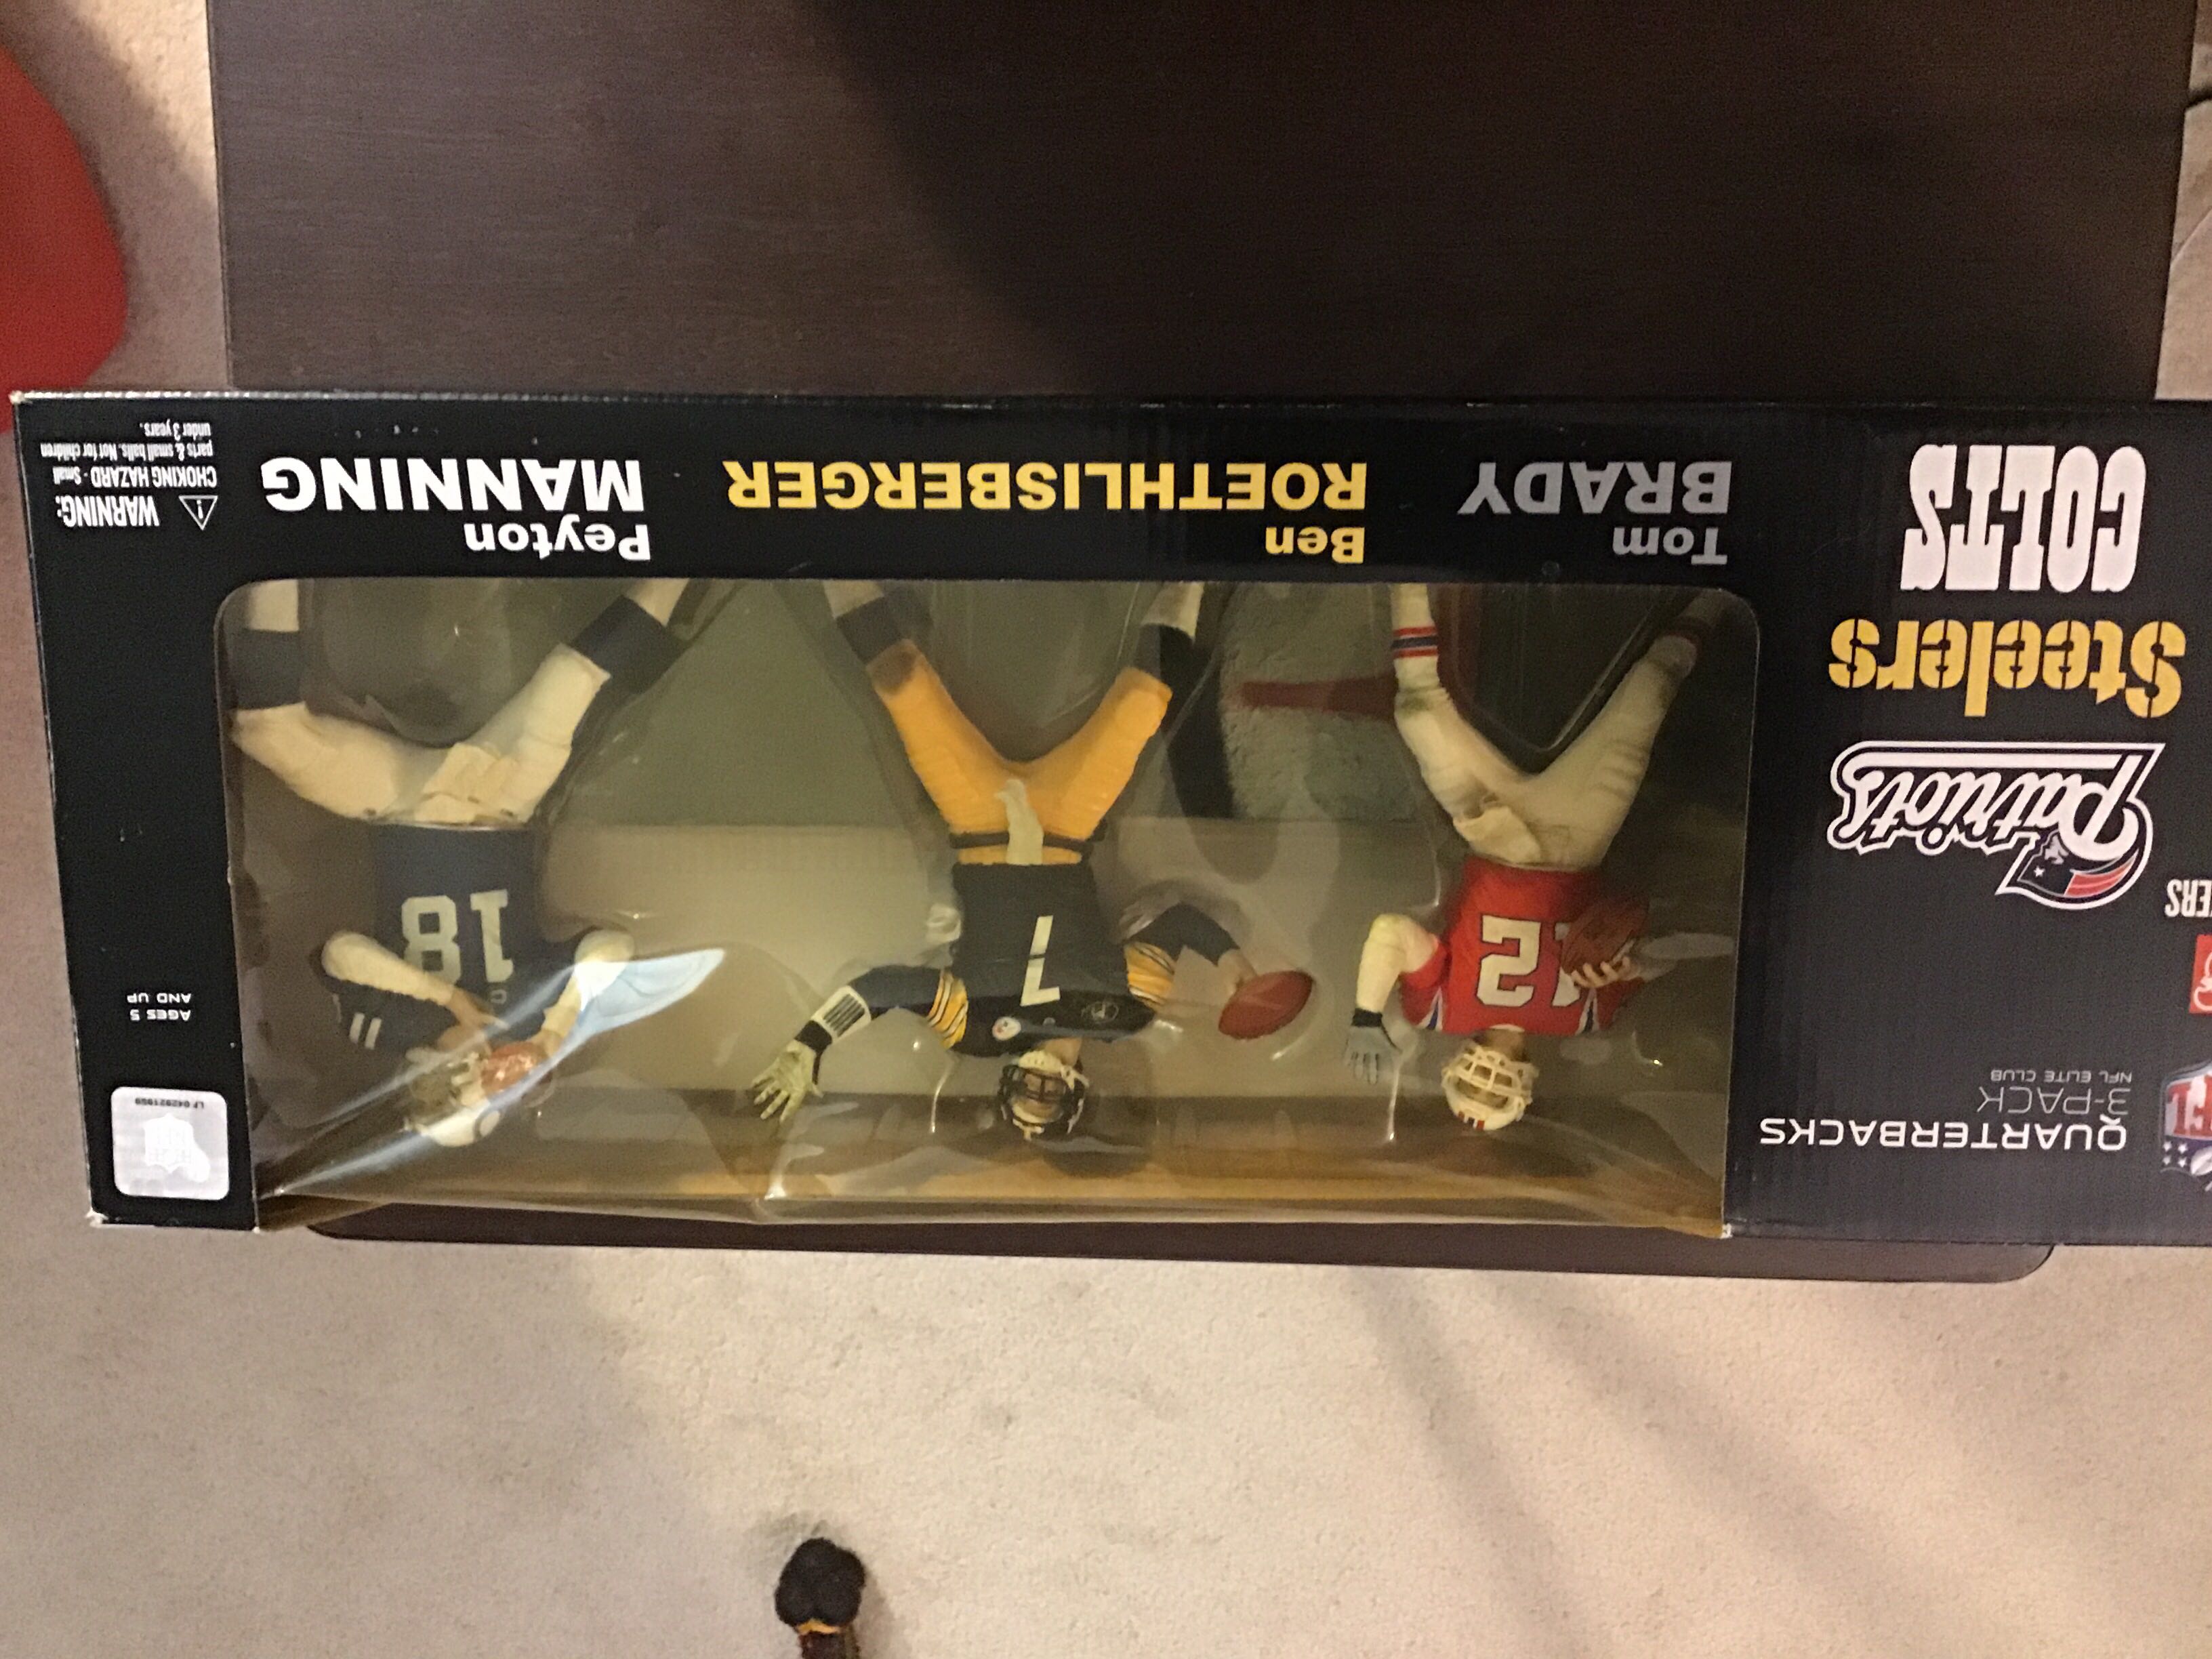 QUARTERBACKS
3-PACK
NFL ELITE CLUB
Patriots
Steelers
COLTS
12
7
18
Tom
BRADY
Ben
ROETHLISBERGER
Peyton
MANNING
AGES 5
AND UP
WARNING:
CHOKING HAZARD - Small
parts & small balls. Not for children
under 3 years.